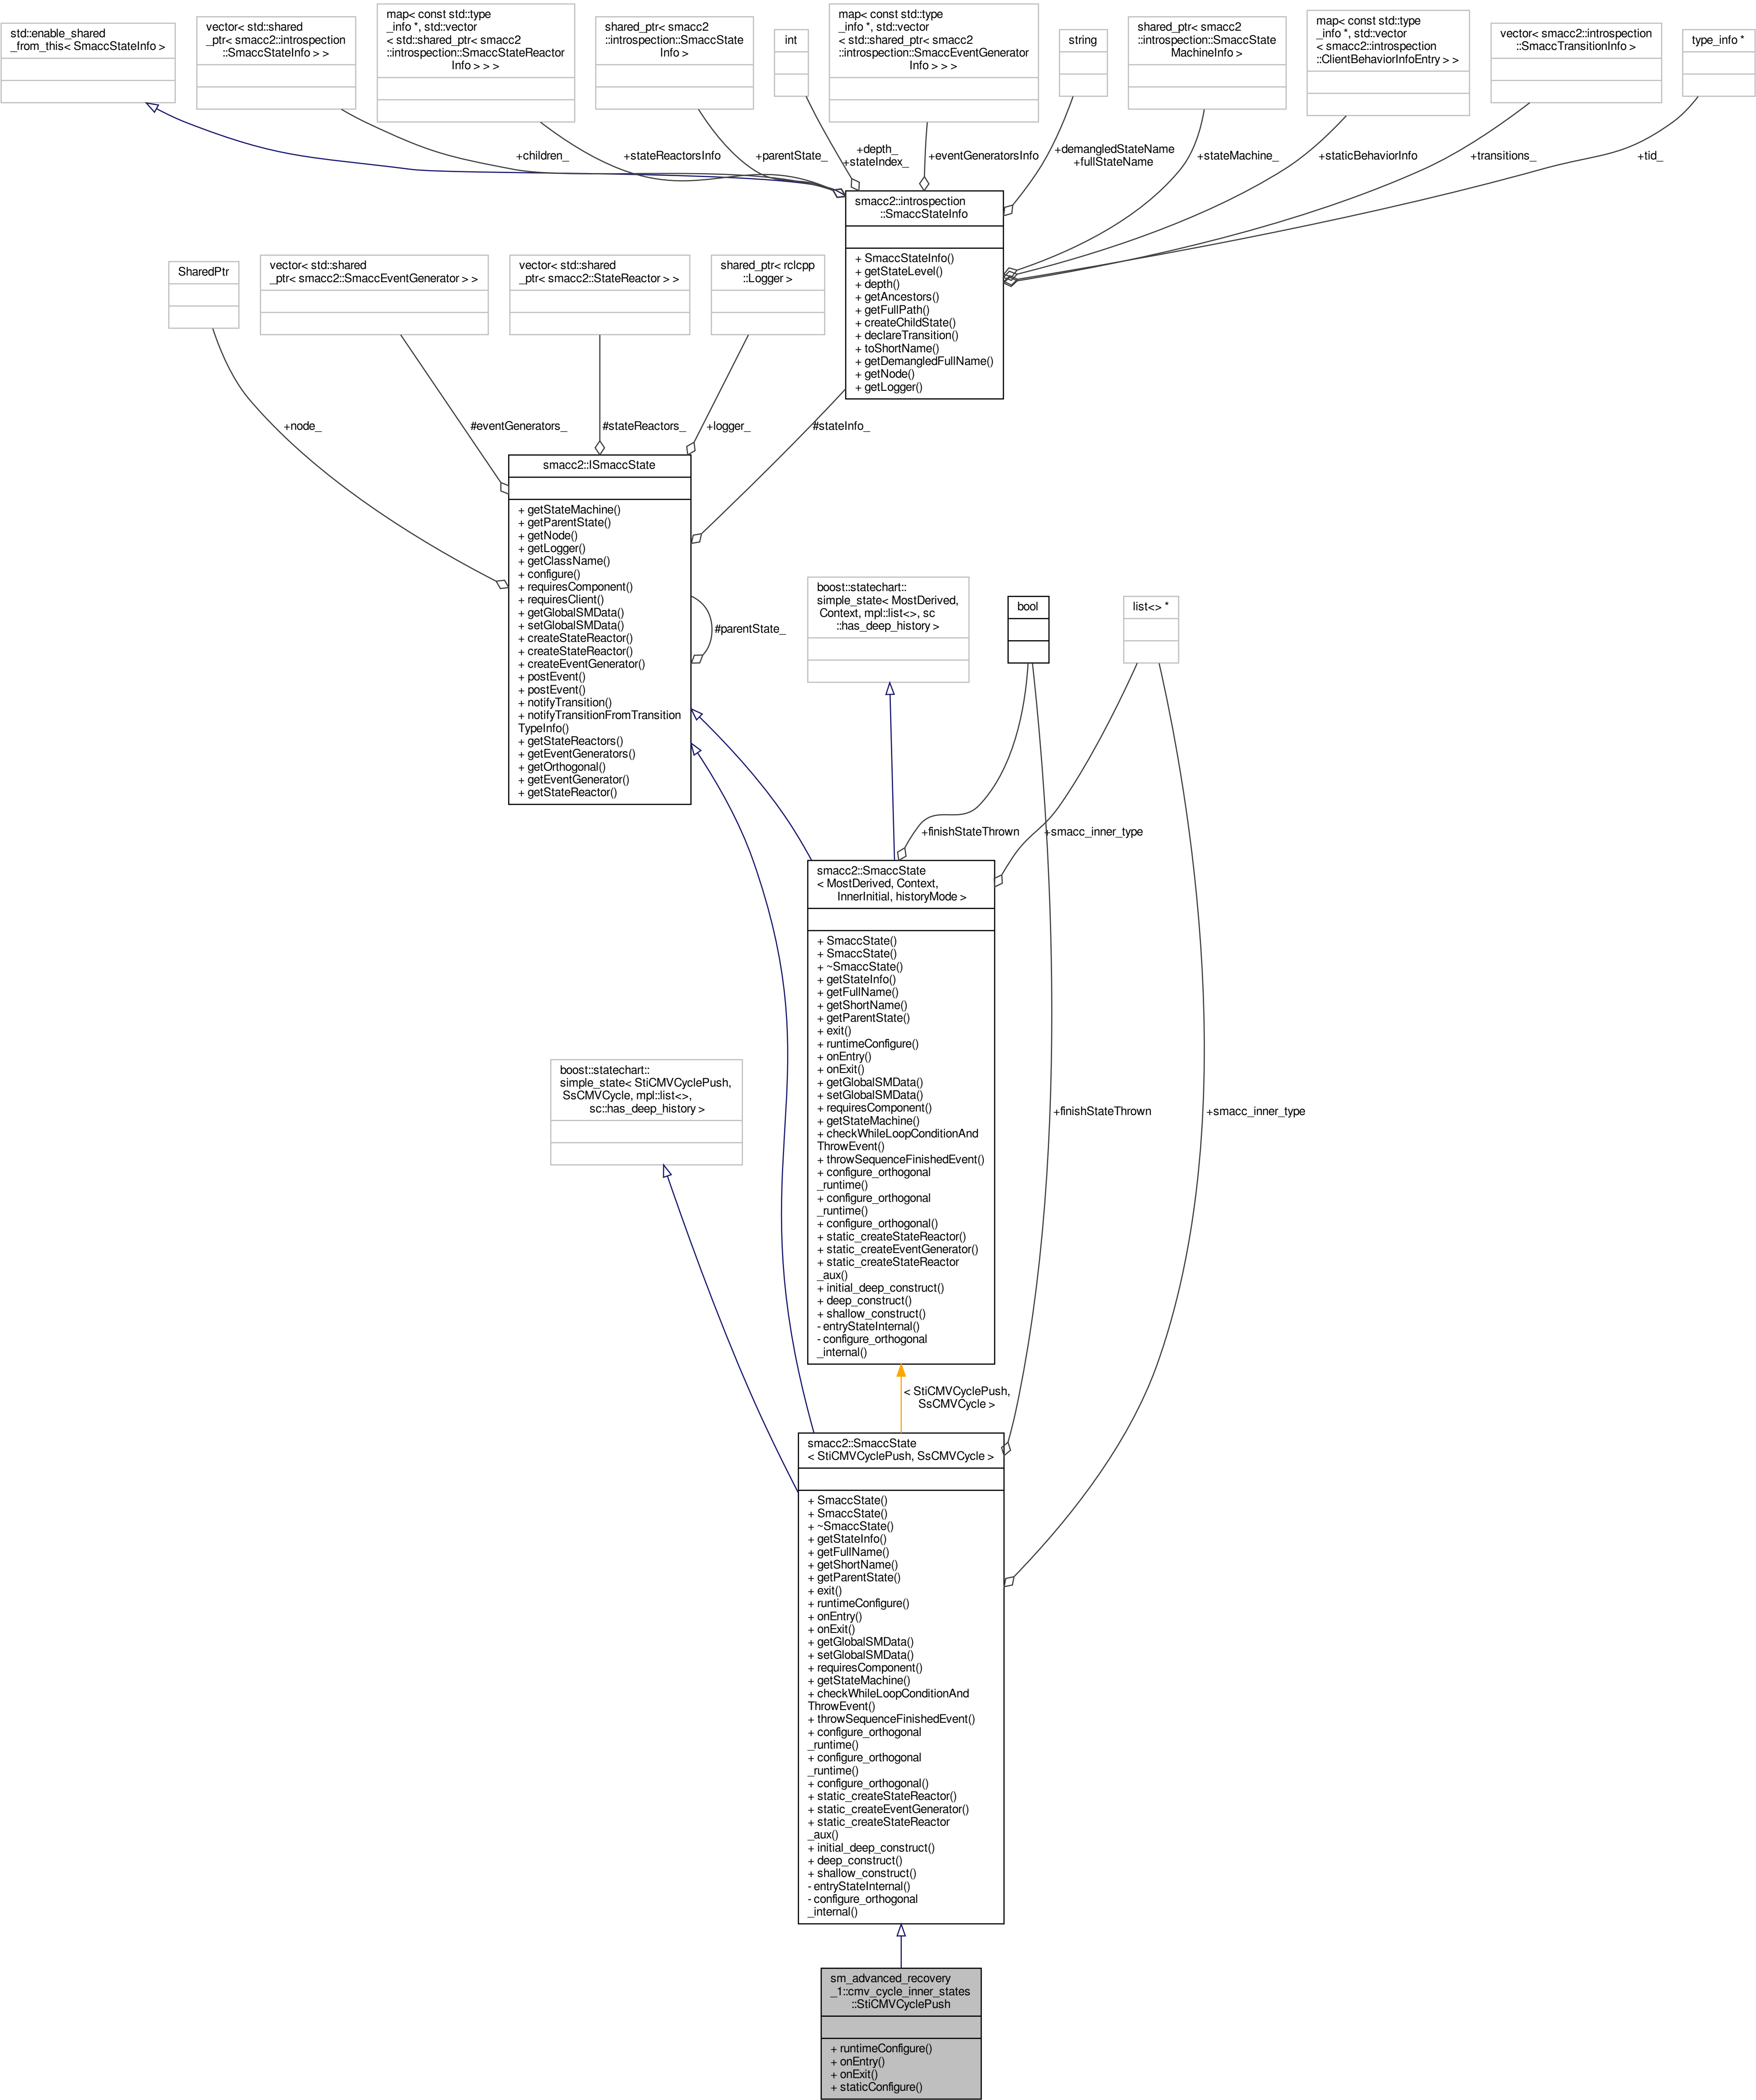 std::enable_shared
_from_this< SmaccStateInfo >
vector< std::shared
_ptr< smacc2::introspection
::SmaccStateInfo > >
map< const std::type
_info *, std::vector
< std::shared_ptr< smacc2
::introspection::SmaccStateReactor
Info > > >
shared_ptr< smacc2
::introspection::SmaccState
Info >
int
map< const std::type
_info *, std::vector
< std::shared_ptr< smacc2
::introspection::SmaccEventGenerator
Info > > >
string
shared_ptr< smacc2
::introspection::SmaccState
MachineInfo >
map< const std::type
_info *, std::vector
< smacc2::introspection
::ClientBehaviorInfoEntry > >
vector< smacc2::introspection
::SmaccTransitionInfo >
type_info *
+children_
+stateReactorsInfo
+parentState_
+depth_
+stateIndex_
+eventGeneratorsInfo
+demangledStateName
+fullStateName
+stateMachine_
+staticBehaviorInfo
+transitions_
+tid_
smacc2::introspection
::SmaccStateInfo
+ SmaccStateInfo()
+ getStateLevel()
+ depth()
+ getAncestors()
+ getFullPath()
+ createChildState()
+ declareTransition()
+ toShortName()
+ getDemangledFullName()
+ getNode()
+ getLogger()
SharedPtr
vector< std::shared
_ptr< smacc2::SmaccEventGenerator > >
vector< std::shared
_ptr< smacc2::StateReactor > >
shared_ptr< rclcpp
::Logger >
+node_
#eventGenerators_
#stateReactors_
+logger_
#stateInfo_
smacc2::ISmaccState
+ getStateMachine()
+ getParentState()
+ getNode()
+ getLogger()
+ getClassName()
+ configure()
+ requiresComponent()
+ requiresClient()
+ getGlobalSMData()
+ setGlobalSMData()
+ createStateReactor()
+ createStateReactor()
+ createEventGenerator()
+ postEvent()
+ postEvent()
+ notifyTransition()
+ notifyTransitionFromTransition
TypeInfo()
+ getStateReactors()
+ getEventGenerators()
+ getOrthogonal()
+ getEventGenerator()
+ getStateReactor()
#parentState_
boost::statechart::
simple_state< MostDerived,
Context, mpl::list<>, sc
::has_deep_history >
bool
list<> *
+finishStateThrown
+smacc_inner_type
smacc2::SmaccState
< MostDerived, Context,
InnerInitial, historyMode >
+ SmaccState()
+ SmaccState()
+ ~SmaccState()
+ getStateInfo()
+ getFullName()
+ getShortName()
+ getParentState()
+ exit()
+ runtimeConfigure()
+ onEntry()
+ onExit()
+ getGlobalSMData()
+ setGlobalSMData()
+ requiresComponent()
+ getStateMachine()
+ checkWhileLoopConditionAnd
ThrowEvent()
+ throwSequenceFinishedEvent()
+ configure_orthogonal
_runtime()
+ configure_orthogonal
_runtime()
+ configure_orthogonal()
+ static_createStateReactor()
+ static_createEventGenerator()
+ static_createStateReactor
_aux()
+ initial_deep_construct()
+ deep_construct()
+ shallow_construct()
- entryStateInternal()
- configure_orthogonal
_internal()
boost::statechart::
simple_state< StiCMVCyclePush,
SsCMVCycle, mpl::list<>,
sc::has_deep_history >
+finishStateThrown
+smacc_inner_type
< StiCMVCyclePush,
SsCMVCycle >
smacc2::SmaccState
< StiCMVCyclePush, SsCMVCycle >
+ SmaccState()
+ SmaccState()
+ ~SmaccState()
+ getStateInfo()
+ getFullName()
+ getShortName()
+ getParentState()
+ exit()
+ runtimeConfigure()
+ onEntry()
+ onExit()
+ getGlobalSMData()
+ setGlobalSMData()
+ requiresComponent()
+ getStateMachine()
+ checkWhileLoopConditionAnd
ThrowEvent()
+ throwSequenceFinishedEvent()
+ configure_orthogonal
_runtime()
+ configure_orthogonal
_runtime()
+ configure_orthogonal()
+ static_createStateReactor()
+ static_createEventGenerator()
+ static_createStateReactor
_aux()
+ initial_deep_construct()
+ deep_construct()
+ shallow_construct()
- entryStateInternal()
- configure_orthogonal
_internal()
sm_advanced_recovery
_1::cmv_cycle_inner_states
::StiCMVCyclePush
+ runtimeConfigure()
+ onEntry()
+ onExit()
+ staticConfigure()